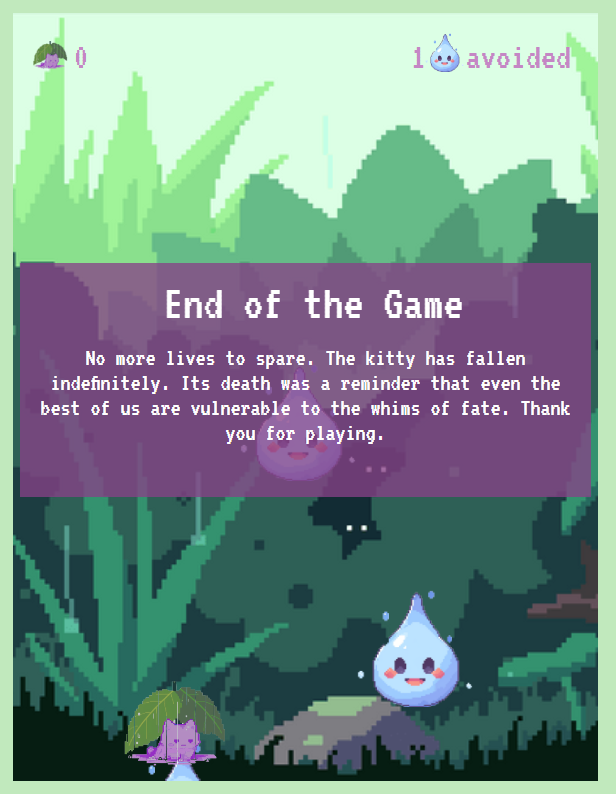 0
1 avoided
End of the Game
No more lives to spare. The kitty has fallen
indefinitely. Its death was a reminder that even the
best of us are vulnerable to the whims of fate. Thank
you for playing.